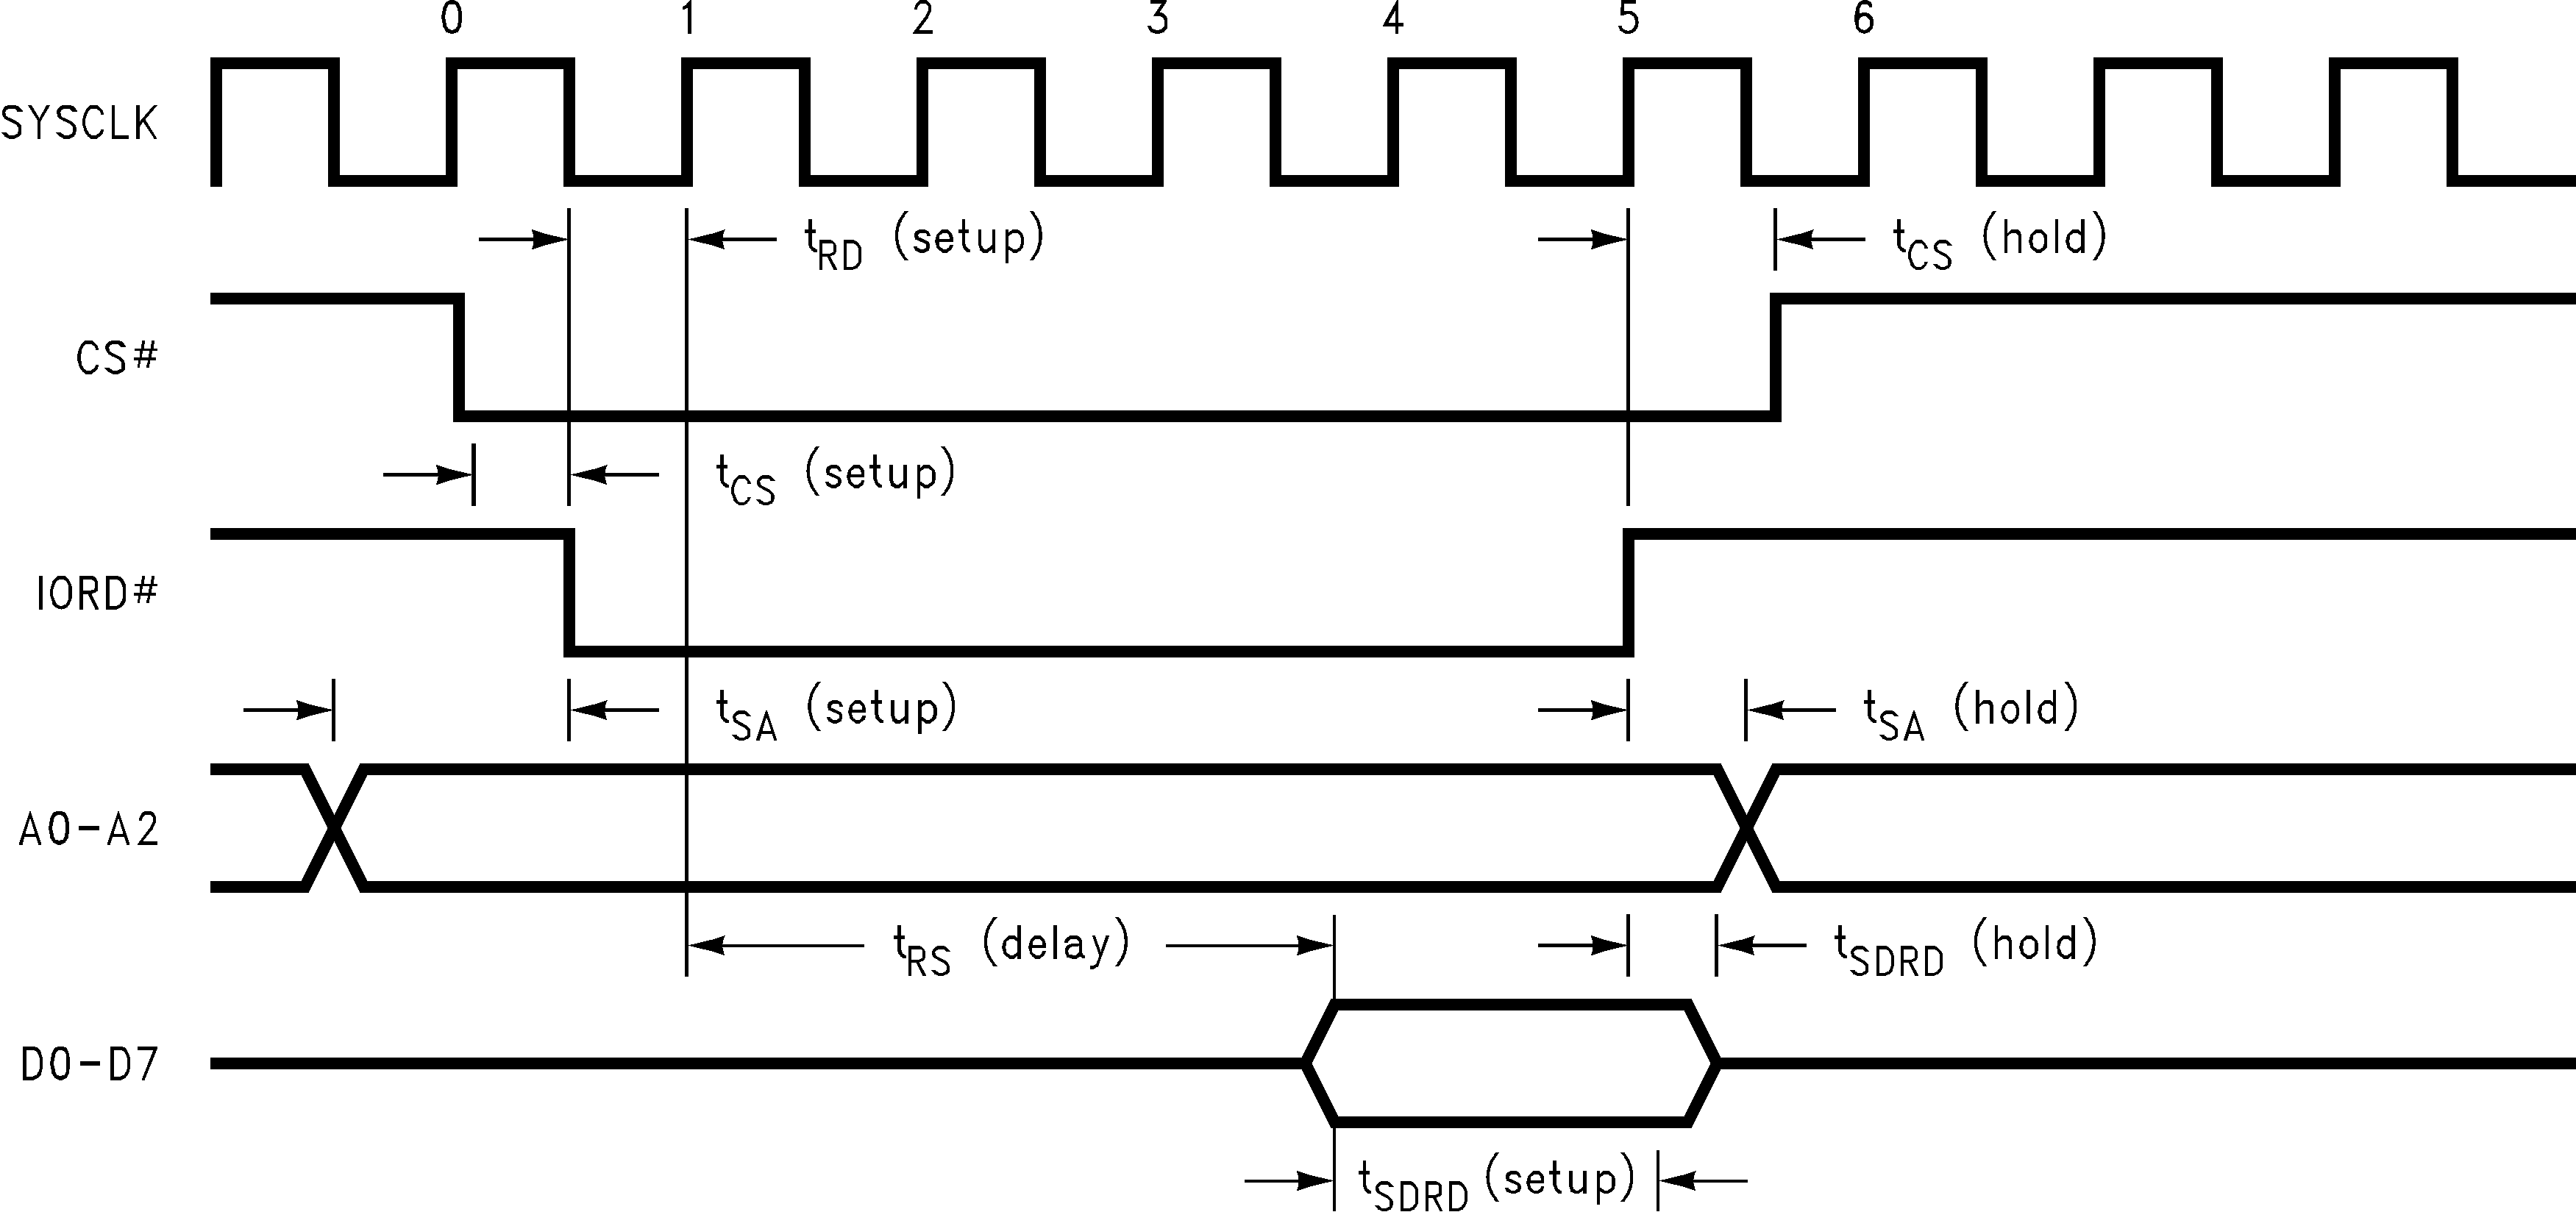 0 1 2 3 4 5 6
SYSCLK
tRD (setup) tCS (hold)
CS#
tCS (setup)
IORD#
tSA (setup) tSA (hold)
A0-A2
tRS (delay) tSDRD (hold)
D0-D7
tSDRD (setup)